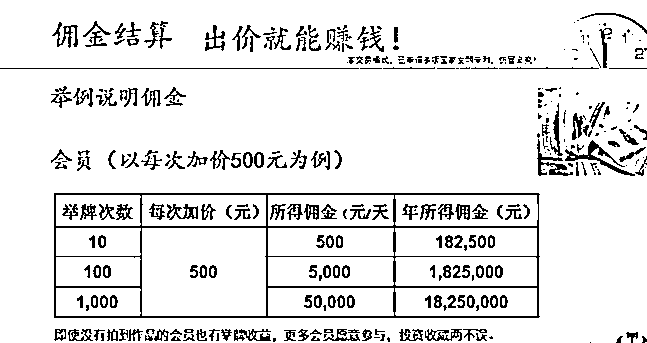 佣金结算 出价就能赚钱！
举例说明佣金
会员（以每次加价500元为例）
举牌次数 每次加价（元） 所得佣金（元/天 年所得佣金（元）
10 500 182,500
100 500 5,000 1,825,000
1,000 50,000 18,250,000
即使没有拍到作品的会员也有举牌收益，更多会员愿意参与，投资收藏两不误。